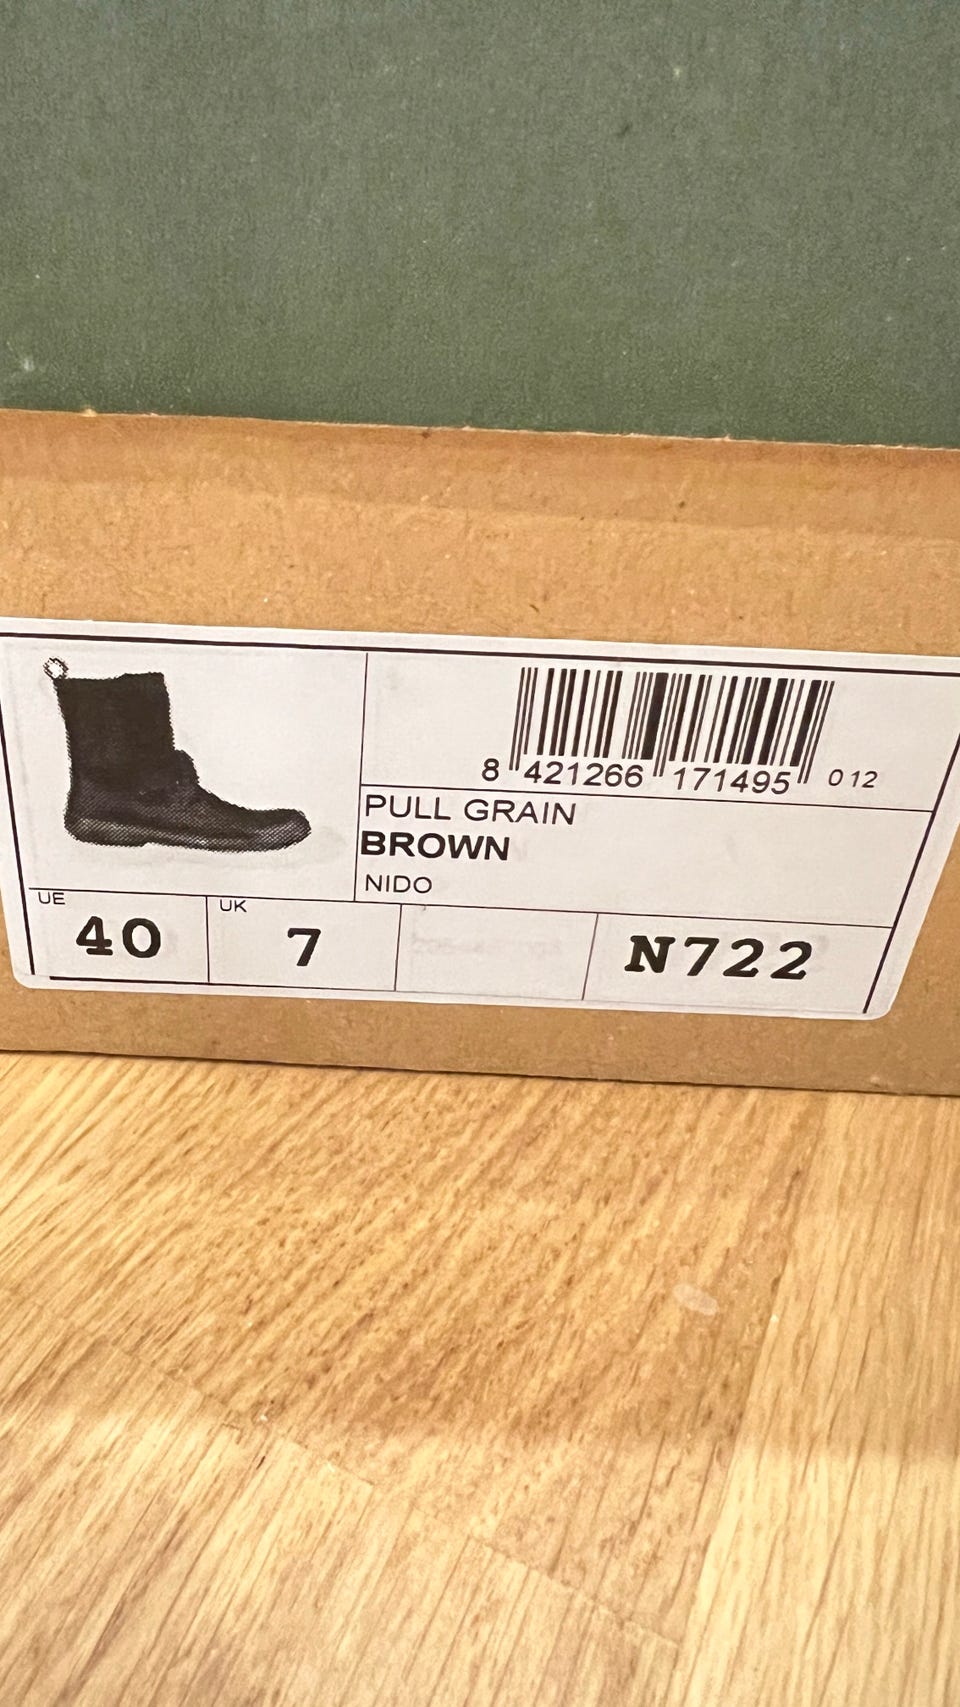 8 421266 171495 012
PULL GRAIN
BROWN
NIDO
UE UK
40 7 N722